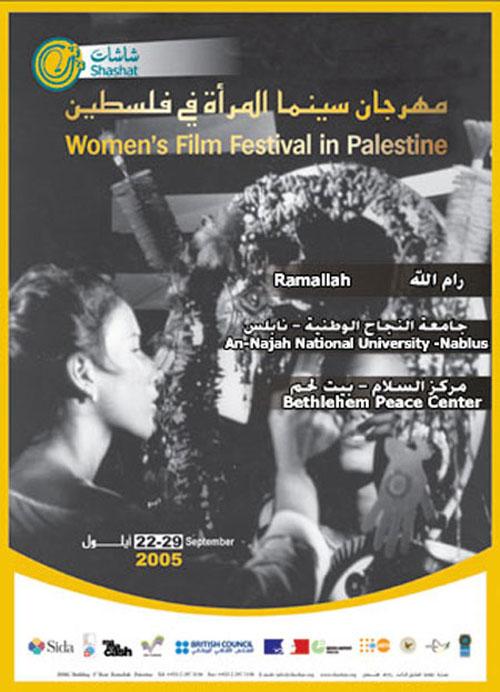 شاشات
Shashat
مهرجان سينما المرأة في فلسطين
Women's Film Festival in Palestine
Ramallah رام الله
جامعة النجاح الوطنية - نابلس
An-Najah National University -Nablus
مركز السلام - بيت لحم
Bethlehem Peace Center
أيلول 22-29 September
2005
Sida
cash
BRITISH COUNCIL